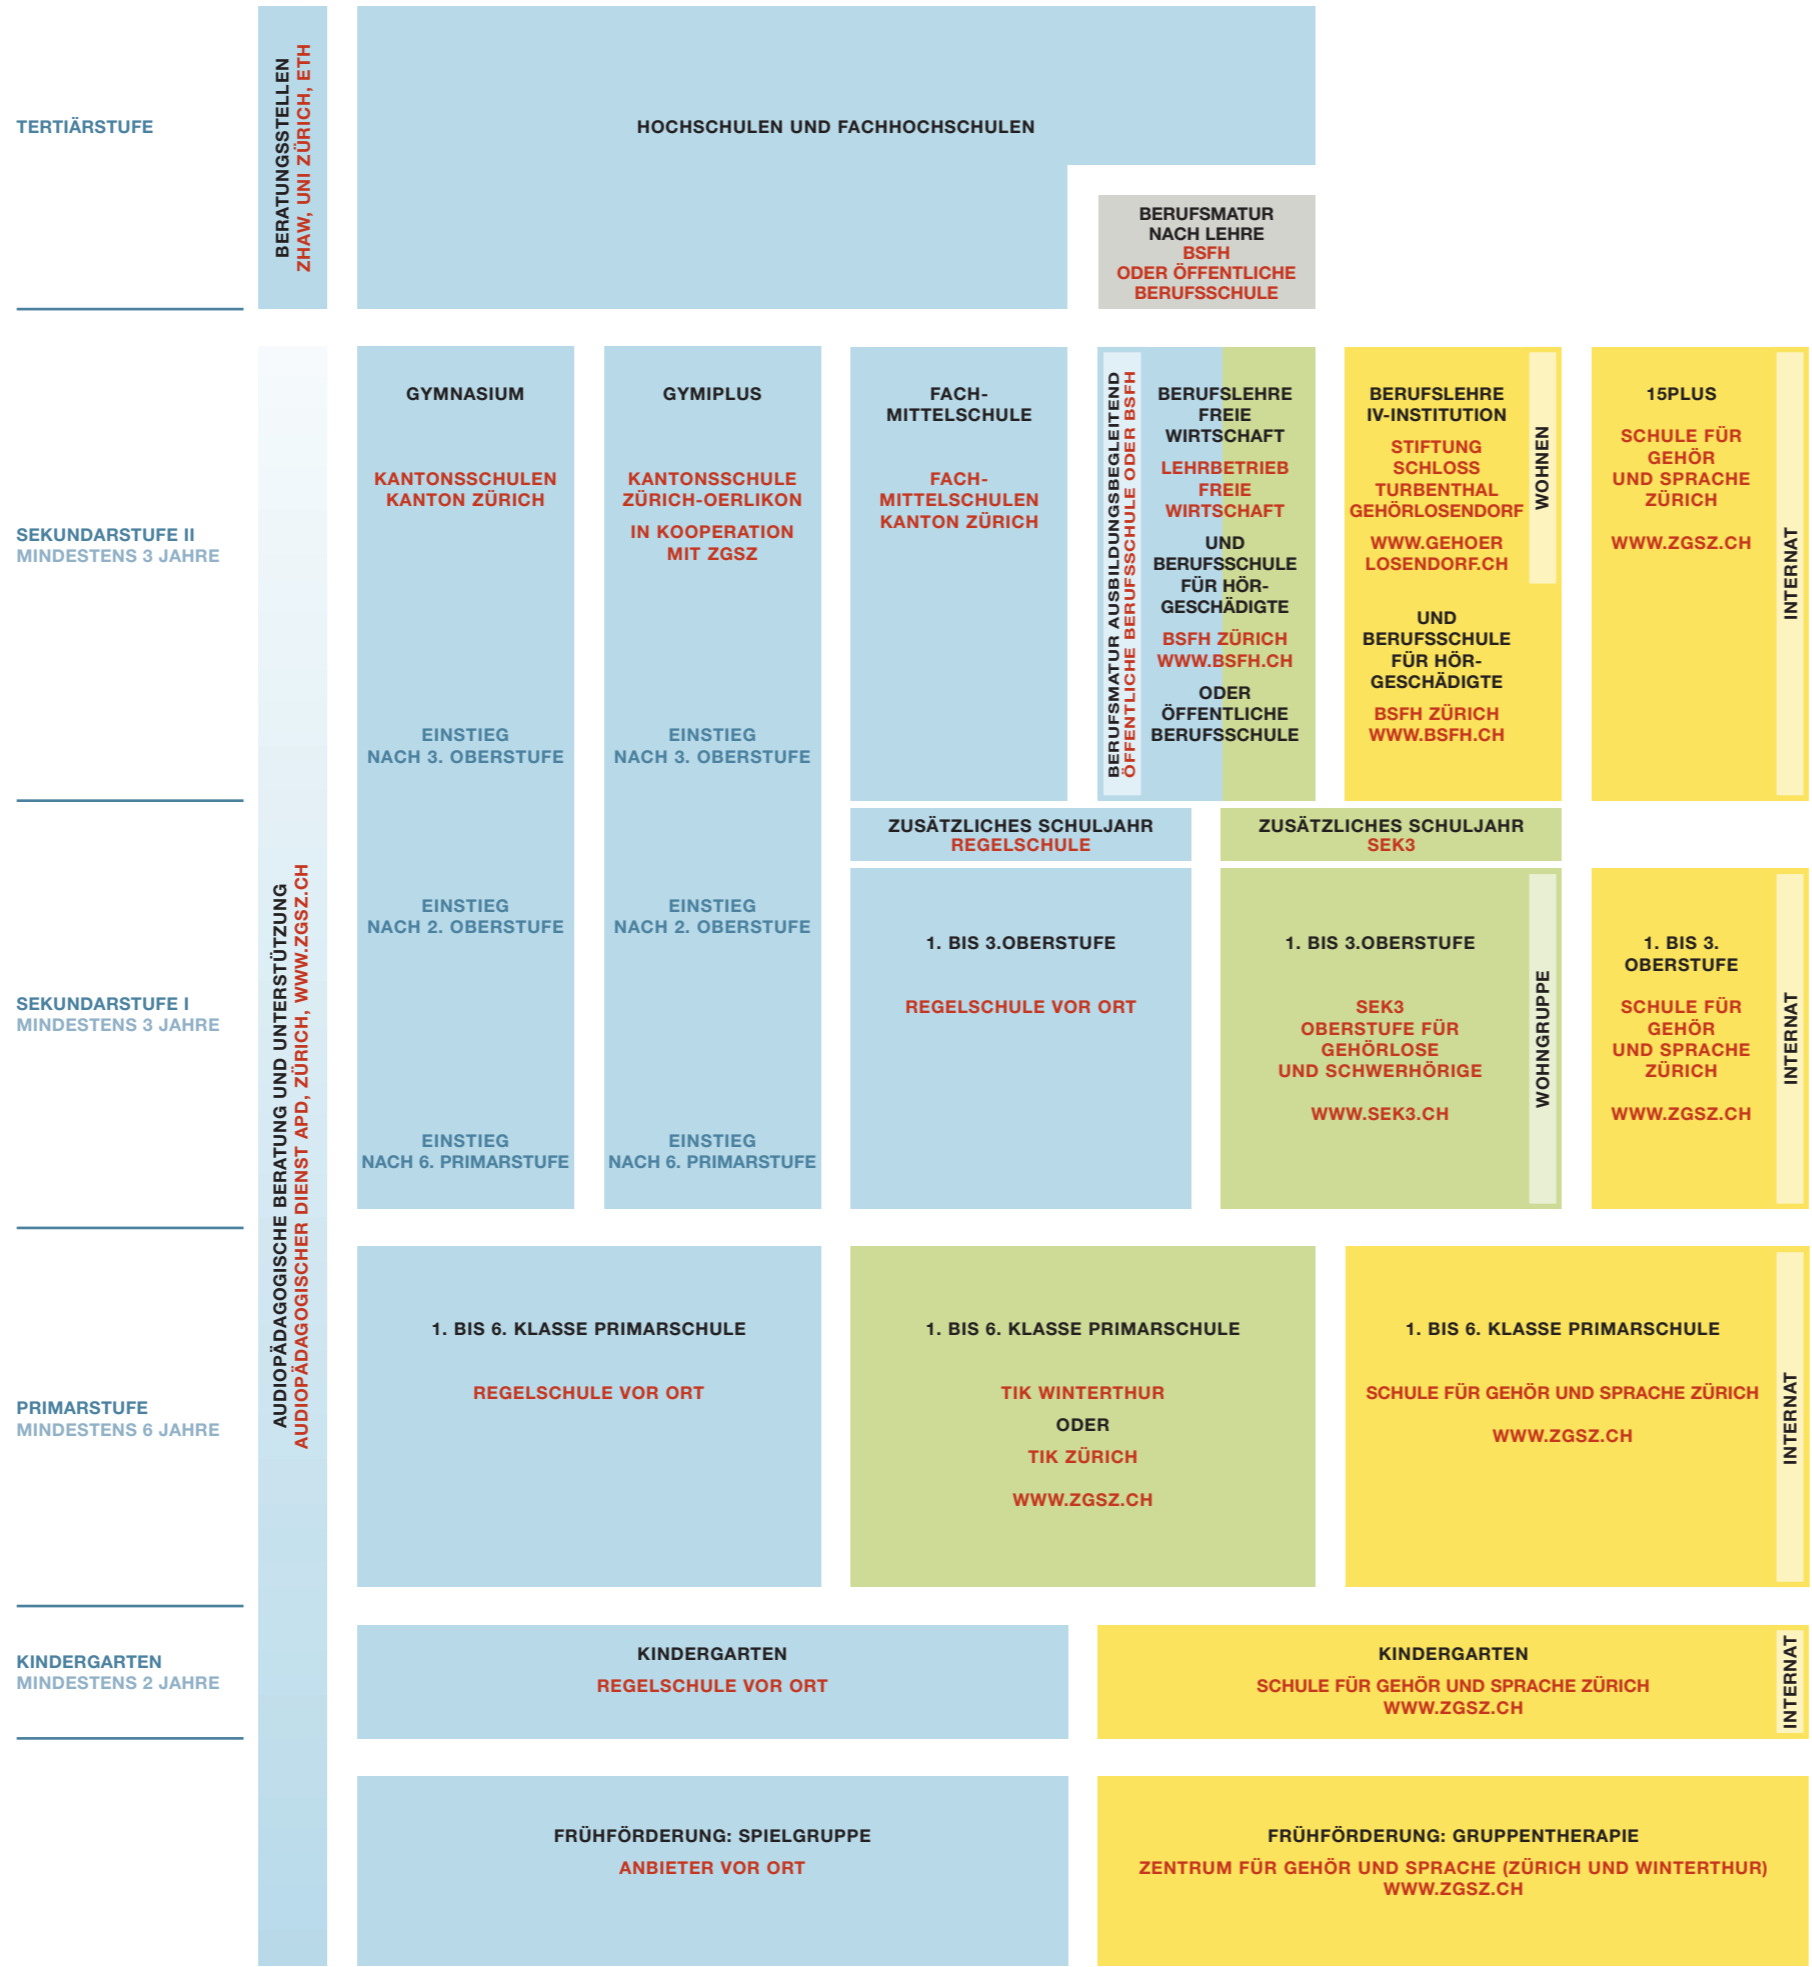 TERTIÄRSTUFE
BERATUNGSSTELLEN
ZHAW, UNI ZÜRICH, ETH
HOCHSCHULEN UND FACHHOCHSCHULEN
BERUFSMATUR
NACH LEHRE
BSFH
ODER ÖFFENTLICHE
BERUFSSCHULE
SEKUNDARSTUFE II
MINDESTENS 3 JAHRE
GYMNASIUM
KANTONSSCHULEN
KANTON ZÜRICH
EINSTIEG
NACH 3. OBERSTUFE
EINSTIEG
NACH 2. OBERSTUFE
EINSTIEG
NACH 6. PRIMARSTUFE
GYMIPLUS
KANTONSSCHULE
ZÜRICH-OERLIKON
IN KOOPERATION
MIT ZGSZ
EINSTIEG
NACH 3. OBERSTUFE
EINSTIEG
NACH 2. OBERSTUFE
EINSTIEG
NACH 6. PRIMARSTUFE
FACH-
MITTELSCHULE
FACH-
MITTELSCHULEN
KANTON ZÜRICH
BERUFSMATUR AUSBILDUNGSBEGLEITEND
ÖFFENTLICHE BERUFSSCHULE ODER BSFH
BERUFSLEHRE
FREIE
WIRTSCHAFT
LEHRBETRIEB
FREIE
WIRTSCHAFT
UND
BERUFSSCHULE
FÜR HÖR-
GESCHÄDIGTE
BSFH ZÜRICH
WWW.BSFH.CH
ODER
ÖFFENTLICHE
BERUFSSCHULE
BERUFSLEHRE
IV-INSTITUTION
STIFTUNG
SCHLOSS
TURBENTHAL
GEHÖRLOSENDORF
WWW.GEHOER
LOSENDORF.CH
UND
BERUFSSCHULE
FÜR HÖR-
GESCHÄDIGTE
BSFH ZÜRICH
WWW.BSFH.CH
WOHNEN
15PLUS
SCHULE FÜR
GEHÖR
UND SPRACHE
ZÜRICH
WWW.ZGSZ.CH
INTERNAT
ZUSÄTZLICHES SCHULJAHR
REGELSCHULE
ZUSÄTZLICHES SCHULJAHR
SEK3
SEKUNDARSTUFE I
MINDESTENS 3 JAHRE
AUDIOPÄDAGOGISCHE BERATUNG UND UNTERSTÜTZUNG
AUDIOPÄDAGOGISCHER DIENST APD, ZÜRICH, WWW.ZGSZ.CH
1. BIS 3.OBERSTUFE
REGELSCHULE VOR ORT
1. BIS 3.OBERSTUFE
SEK3
OBERSTUFE FÜR
GEHÖRLOSE
UND SCHWERHÖRIGE
WWW.SEK3.CH
WOHNGRUPPE
1. BIS 3.
OBERSTUFE
SCHULE FÜR
GEHÖR
UND SPRACHE
ZÜRICH
WWW.ZGSZ.CH
INTERNAT
PRIMARSTUFE
MINDESTENS 6 JAHRE
1. BIS 6. KLASSE PRIMARSCHULE
REGELSCHULE VOR ORT
1. BIS 6. KLASSE PRIMARSCHULE
TIK WINTERTHUR
ODER
TIK ZÜRICH
WWW.ZGSZ.CH
1. BIS 6. KLASSE PRIMARSCHULE
SCHULE FÜR GEHÖR UND SPRACHE ZÜRICH
WWW.ZGSZ.CH
INTERNAT
KINDERGARTEN
MINDESTENS 2 JAHRE
KINDERGARTEN
REGELSCHULE VOR ORT
KINDERGARTEN
SCHULE FÜR GEHÖR UND SPRACHE ZÜRICH
WWW.ZGSZ.CH
INTERNAT
FRÜHFÖRDERUNG: SPIELGRUPPE
ANBIETER VOR ORT
FRÜHFÖRDERUNG: GRUPPENTHERAPIE
ZENTRUM FÜR GEHÖR UND SPRACHE (ZÜRICH UND WINTERTHUR)
WWW.ZGSZ.CH